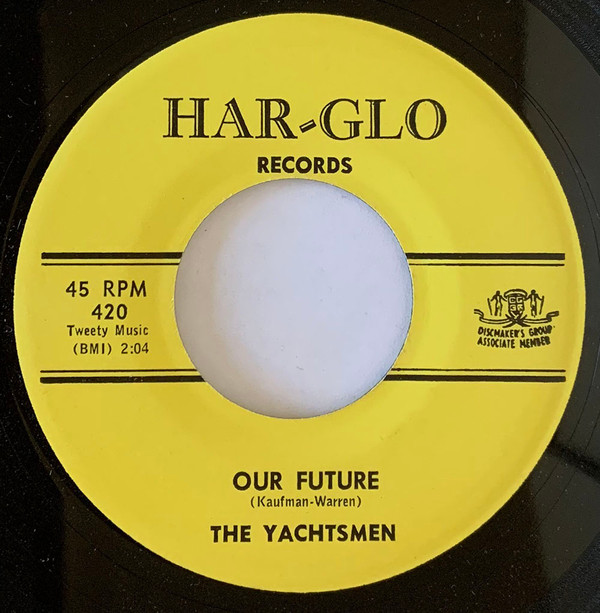 HAR-GLO
RECORDS
45 RPM
420
Tweety Music
(BMI) 2:04
DISCMAKER'S GROUP
ASSOCIATE MEMBER
OUR FUTURE
(Kaufman-Warren)
THE YACHTSMEN